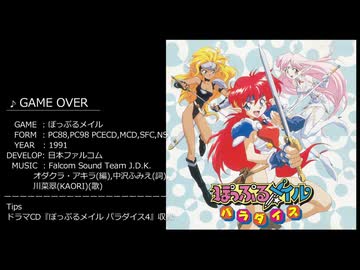 ♪ GAME OVER
GAME : ぽっぷるメイル
FORM : PC88,PC98 PCECD,MCD,SFC,NS
YEAR : 1991
DEVELOP: 日本ファルコム
MUSIC : Falcom Sound Team J.D.K.
オダクラ・アキラ(編),中沢ふみえ(詞)
川菜翠(KAORI)(歌)
Tips
ドラマCD『ぽっぷるメイル パラダイス4』収
ぽっぷるメイル
パラダイス